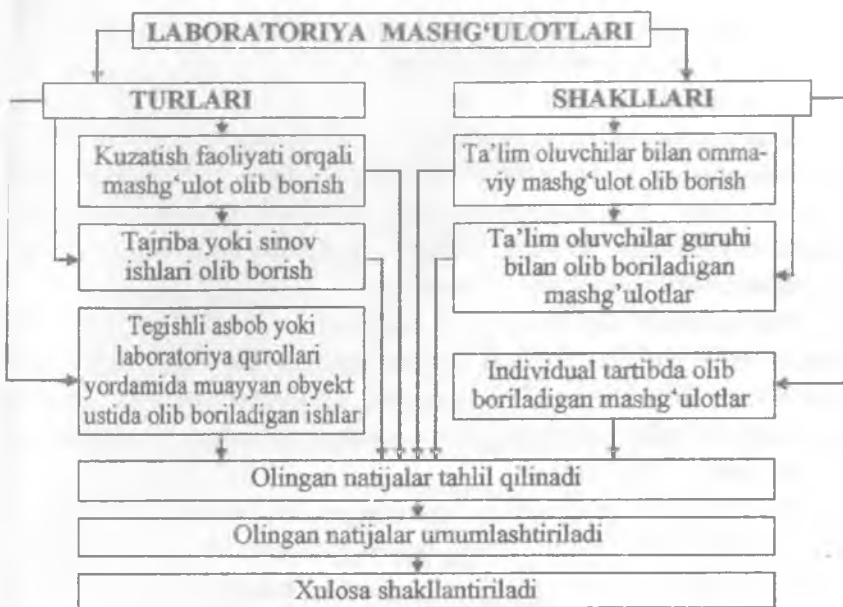 LABORATORIYA MASHG‘ULOTLARI
TURLARI
Kuzatish faoliyati orqali
mashg‘ulot olib borish
Tajriba yoki sinov
ishlari olib borish
Tegishli asbob yoki
laboratoriya qurollari
yordamida muayyan obyekt
ustida olib boriladigan ishlar
SHAKLLARI
Ta’lim oluvchilar bilan omma-
viy mashg‘ulot olib borish
Ta’lim oluvchilar guruhi
bilan olib boriladigan
mashg‘ulotlar
Individual tartibda olib
boriladigan mashg‘ulotlar
Olingan natijalar tahlil qilinadi
Olingan natijalar umumlashtiriladi
Xulosa shakllantiriladi